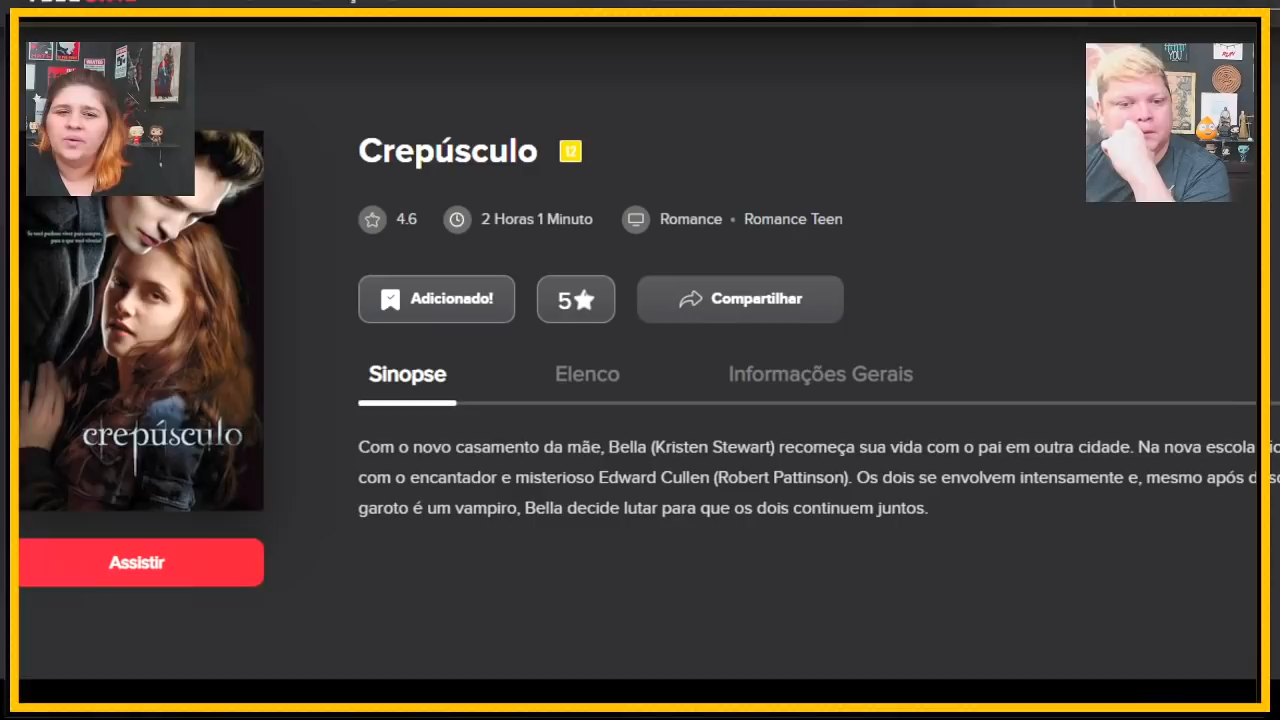 Crepúsculo 12
4.6 2 Horas 1 Minuto Romance Romance Teen
Adicionado! 5 Compartilhar
Sinopse Elenco Informações Gerais
Com o novo casamento da mãe, Bella (Kristen Stewart) recomeça sua vida com o pai em outra cidade. Na nova escola
com o encantador e misterioso Edward Cullen (Robert Pattinson). Os dois se envolvem intensamente e, mesmo após
garoto é um vampiro, Bella decide lutar para que os dois continuem juntos.
crepúsculo
Assistir
WANTED
YOU
RUN